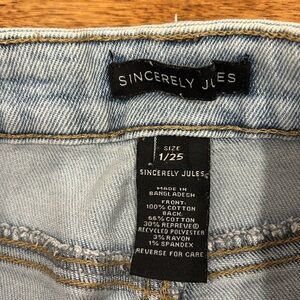 SINCERELY JULES
SIZE
1/25
SINCERELY JULES
MADE IN
BANGLADESH
FRONT:
100% COTTON
BACK:
66% COTTON
30% REPREVE®
RECYCLED POLYESTER
3% RAYON
1% SPANDEX
REVERSE FOR CARE